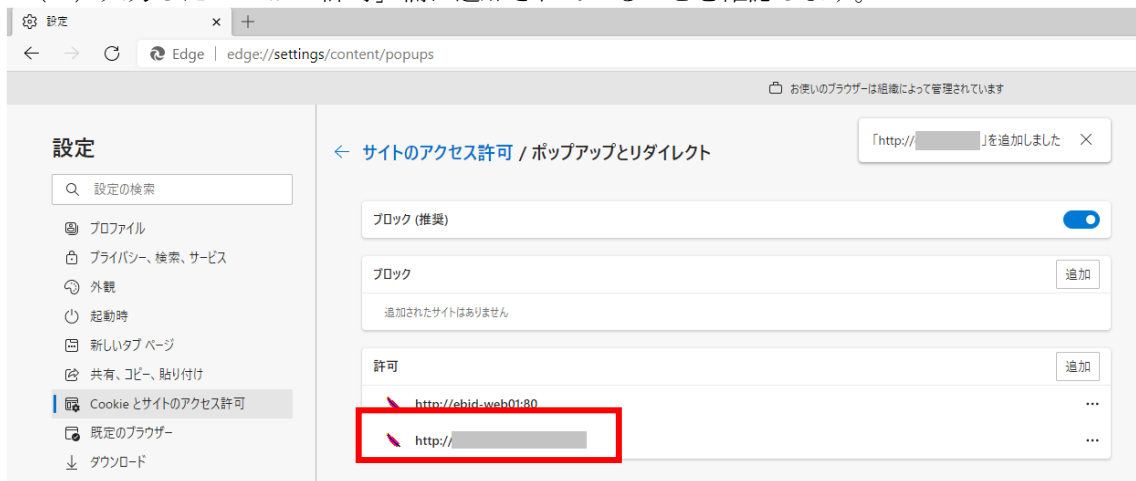 設定
Edge | edge://settings/content/popups
お使いのブラウザーは組織によって管理されています
設定
設定の検索
プロファイル
プライバシー、検索、サービス
外観
起動時
新しいタブ ページ
共有、コピー、貼り付け
Cookie とサイトのアクセス許可
既定のブラウザー
ダウンロード
サイトのアクセス許可 / ポップアップとリダイレクト
「http:// 」を追加しました
ブロック (推奨)
ブロック
追加
追加されたサイトはありません
許可
追加
http://ebid-web01:80
http://